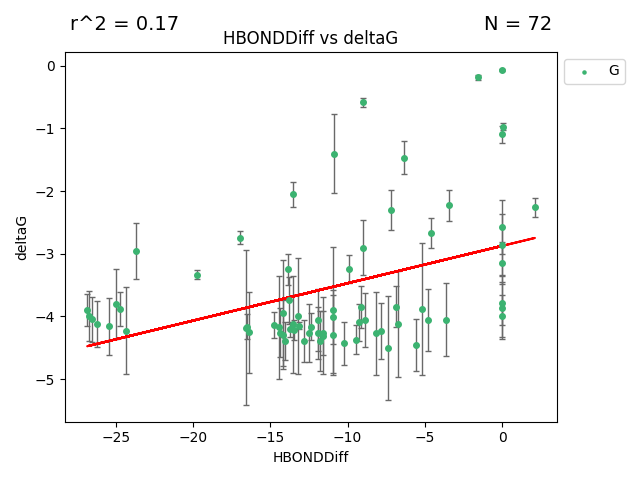 r^2 = 0.17
N = 72
HBONDDiff vs deltaG
G
deltaG
0
−1
−2
−3
−4
−5
−25
−20
−15
−10
−5
0
HBONDDiff